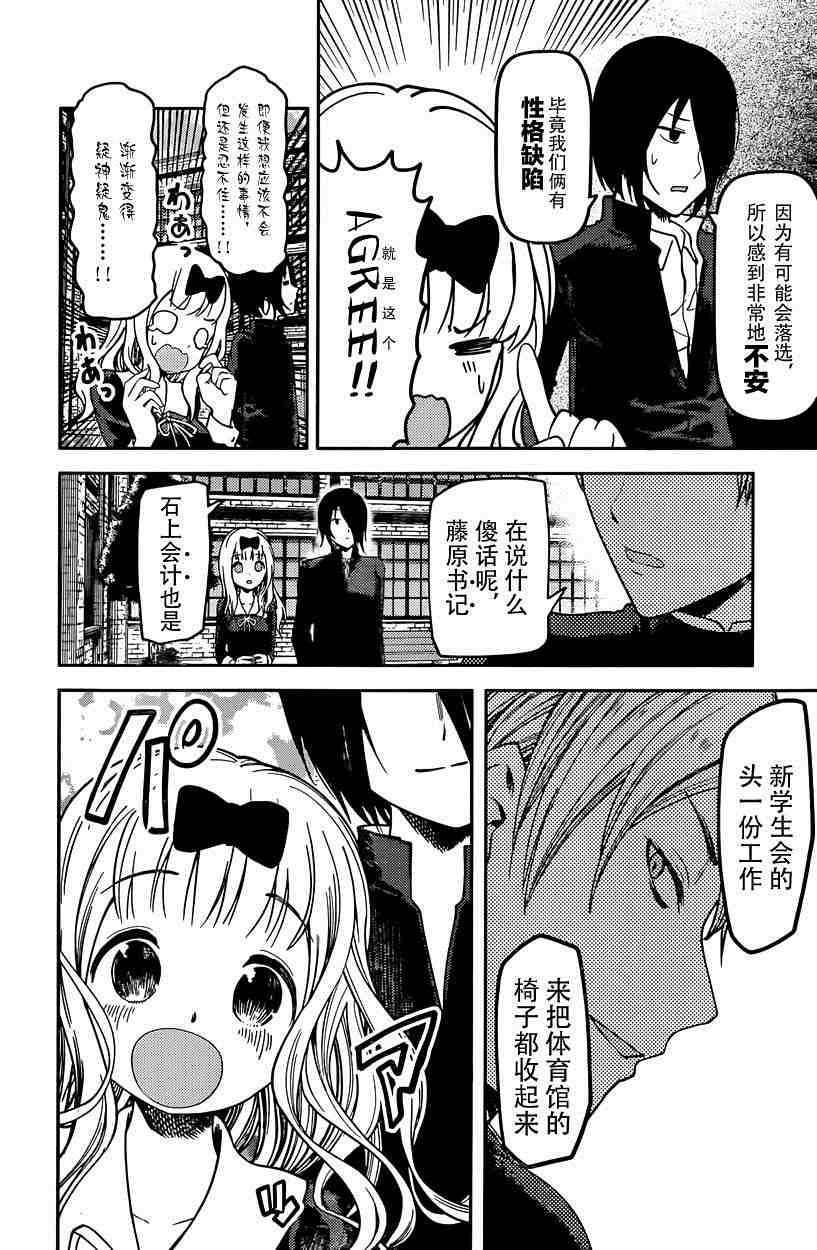 因为有可能会落选，
所以感到非常地不安
毕竟我们俩有
性格缺陷
就是这个
AGREE!!
即便我想应该不会
发生这样的事情，
但还是忍不住……!!
渐渐变得
疑神疑鬼
……!!
わあっ
わあっ
在说什么
傻话呢，
藤原书记
石上会计也是
新学生会的
头一份工作
来把体育馆的
椅子都收起来
パァ